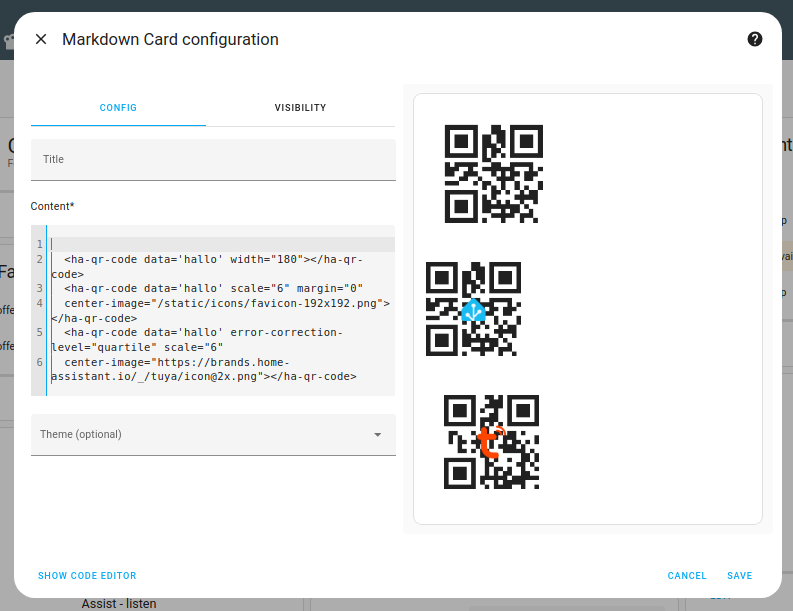 Markdown Card configuration
CONFIG
VISIBILITY
Title
Content*
1
2 <ha-qr-code data='hallo' width="180"></ha-qr-
code>
3 <ha-qr-code data='hallo' scale="6" margin="0"
4 center-image="/static/icons/favicon-192x192.png">
</ha-qr-code>
5 <ha-qr-code data='hallo' error-correction-
level="quartile" scale="6"
6 center-image="https://brands.home-
assistant.io/_/tuya/icon@2x.png"></ha-qr-code>
Theme (optional)
SHOW CODE EDITOR
CANCEL
SAVE
Assist - listen